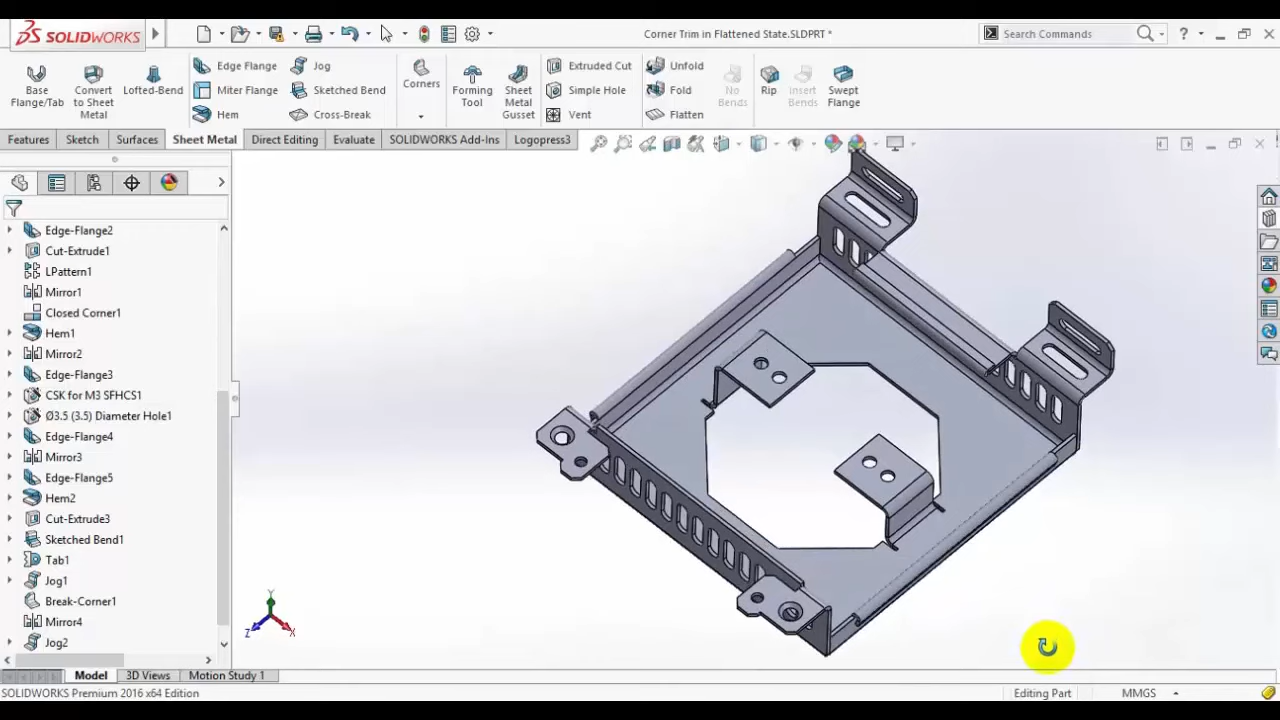 SOLIDWORKS
Corner Trim in Flattened State.SLDPRT *
Search Commands
?
Base Flange/Tab
Convert to Sheet Metal
Lofted-Bend
Edge Flange
Miter Flange
Hem
Jog
Sketched Bend
Cross-Break
Corners
Forming Tool
Sheet Metal Gusset
Extruded Cut
Simple Hole
Vent
Unfold
Fold
Flatten
No Bends
Rip
Insert Bends
Swept Flange
Features
Sketch
Surfaces
Sheet Metal
Direct Editing
Evaluate
SOLIDWORKS Add-Ins
Logopress3
Edge-Flange2
Cut-Extrude1
LPattern1
Mirror1
Closed Corner1
Hem1
Mirror2
Edge-Flange3
CSK for M3 SFHCS1
Ø3.5 (3.5) Diameter Hole1
Edge-Flange4
Mirror3
Edge-Flange5
Hem2
Cut-Extrude3
Sketched Bend1
Tab1
Jog1
Break-Corner1
Mirror4
Jog2
Y
Z
X
Model
3D Views
Motion Study 1
SOLIDWORKS Premium 2016 x64 Edition
Editing Part
MMGS